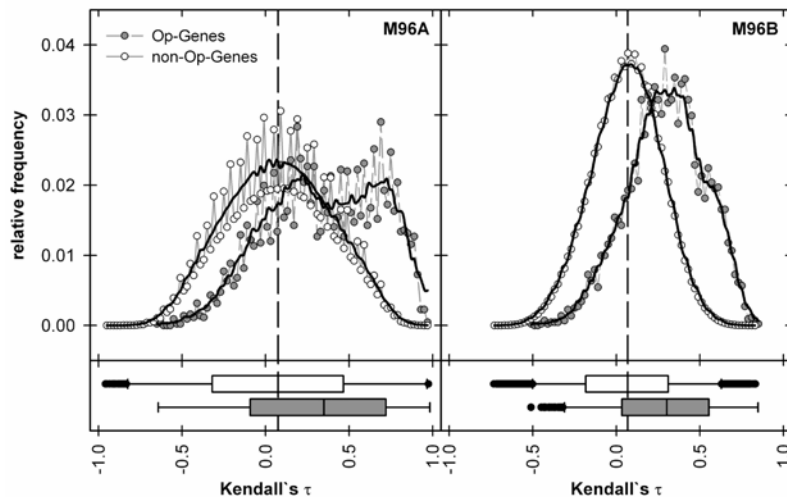 M96A
M96B
Op-Genes
non-Op-Genes
relative frequency
0.04
0.03
0.02
0.01
0.00
-1.0
-0.5
0.0
0.5
1.0
-1.0
-0.5
0.0
0.5
1.0
Kendall`s τ
Kendall`s τ